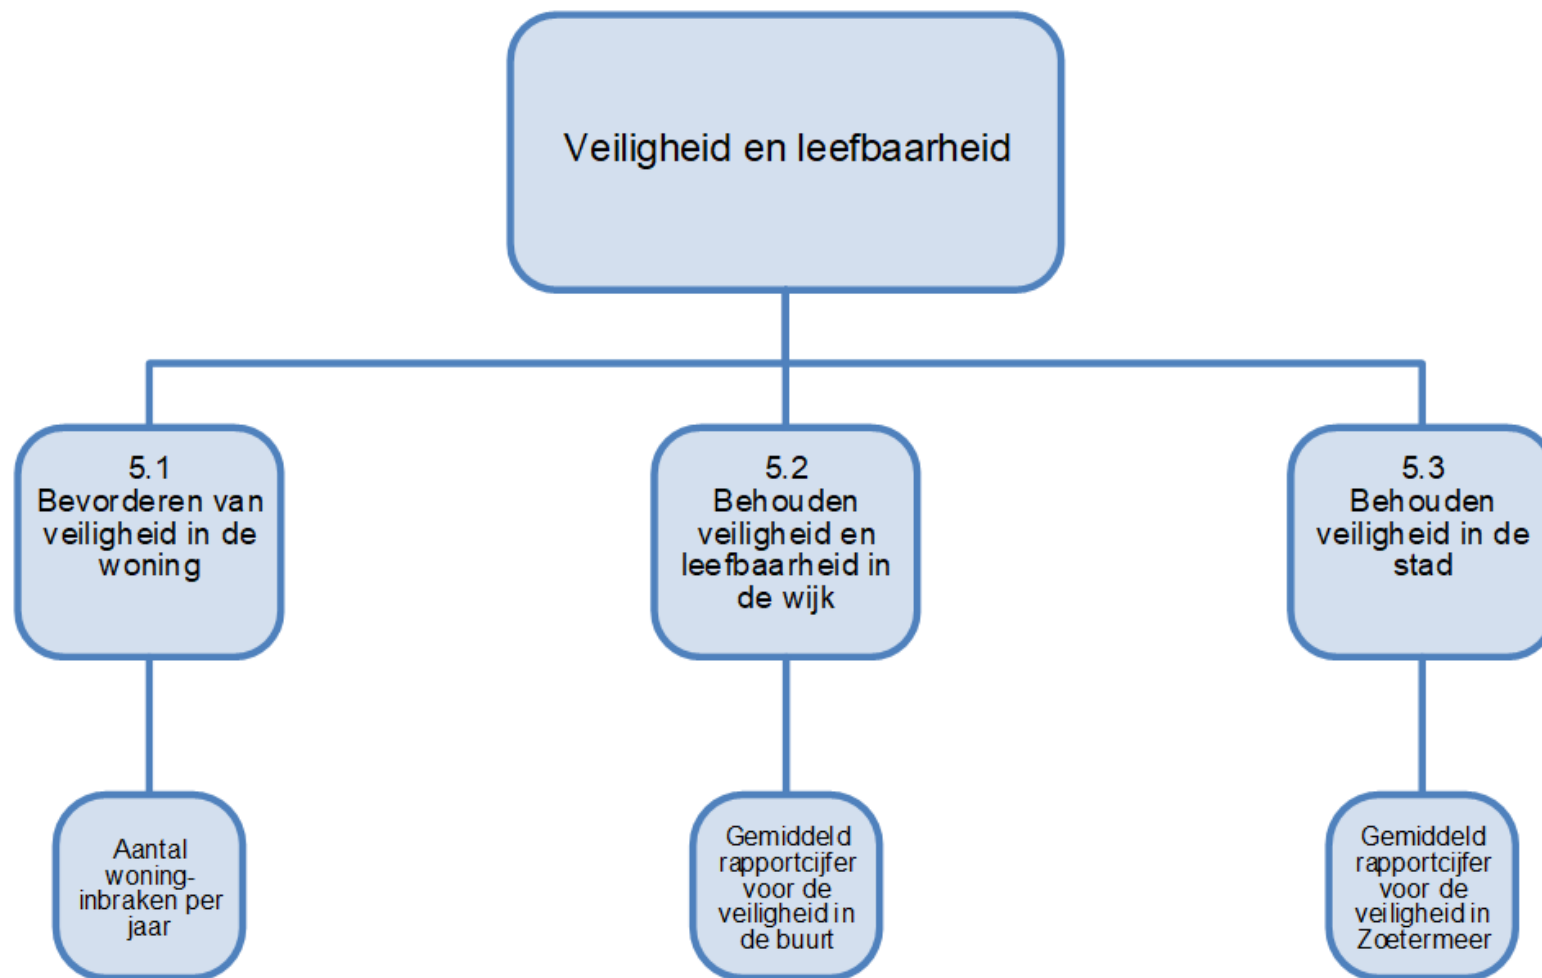 Veiligheid en leefbaarheid
5.1
Bevorderen van
veiligheid in de
woning
5.2
Behouden
veiligheid en
leefbaarheid in
de wijk
5.3
Behouden
veiligheid in de
stad
Aantal
woning-
inbraken per
jaar
Gemiddeld
rapportcijfer
voor de
veiligheid in
de buurt
Gemiddeld
rapportcijfer
voor de
veiligheid in
Zoetermeer